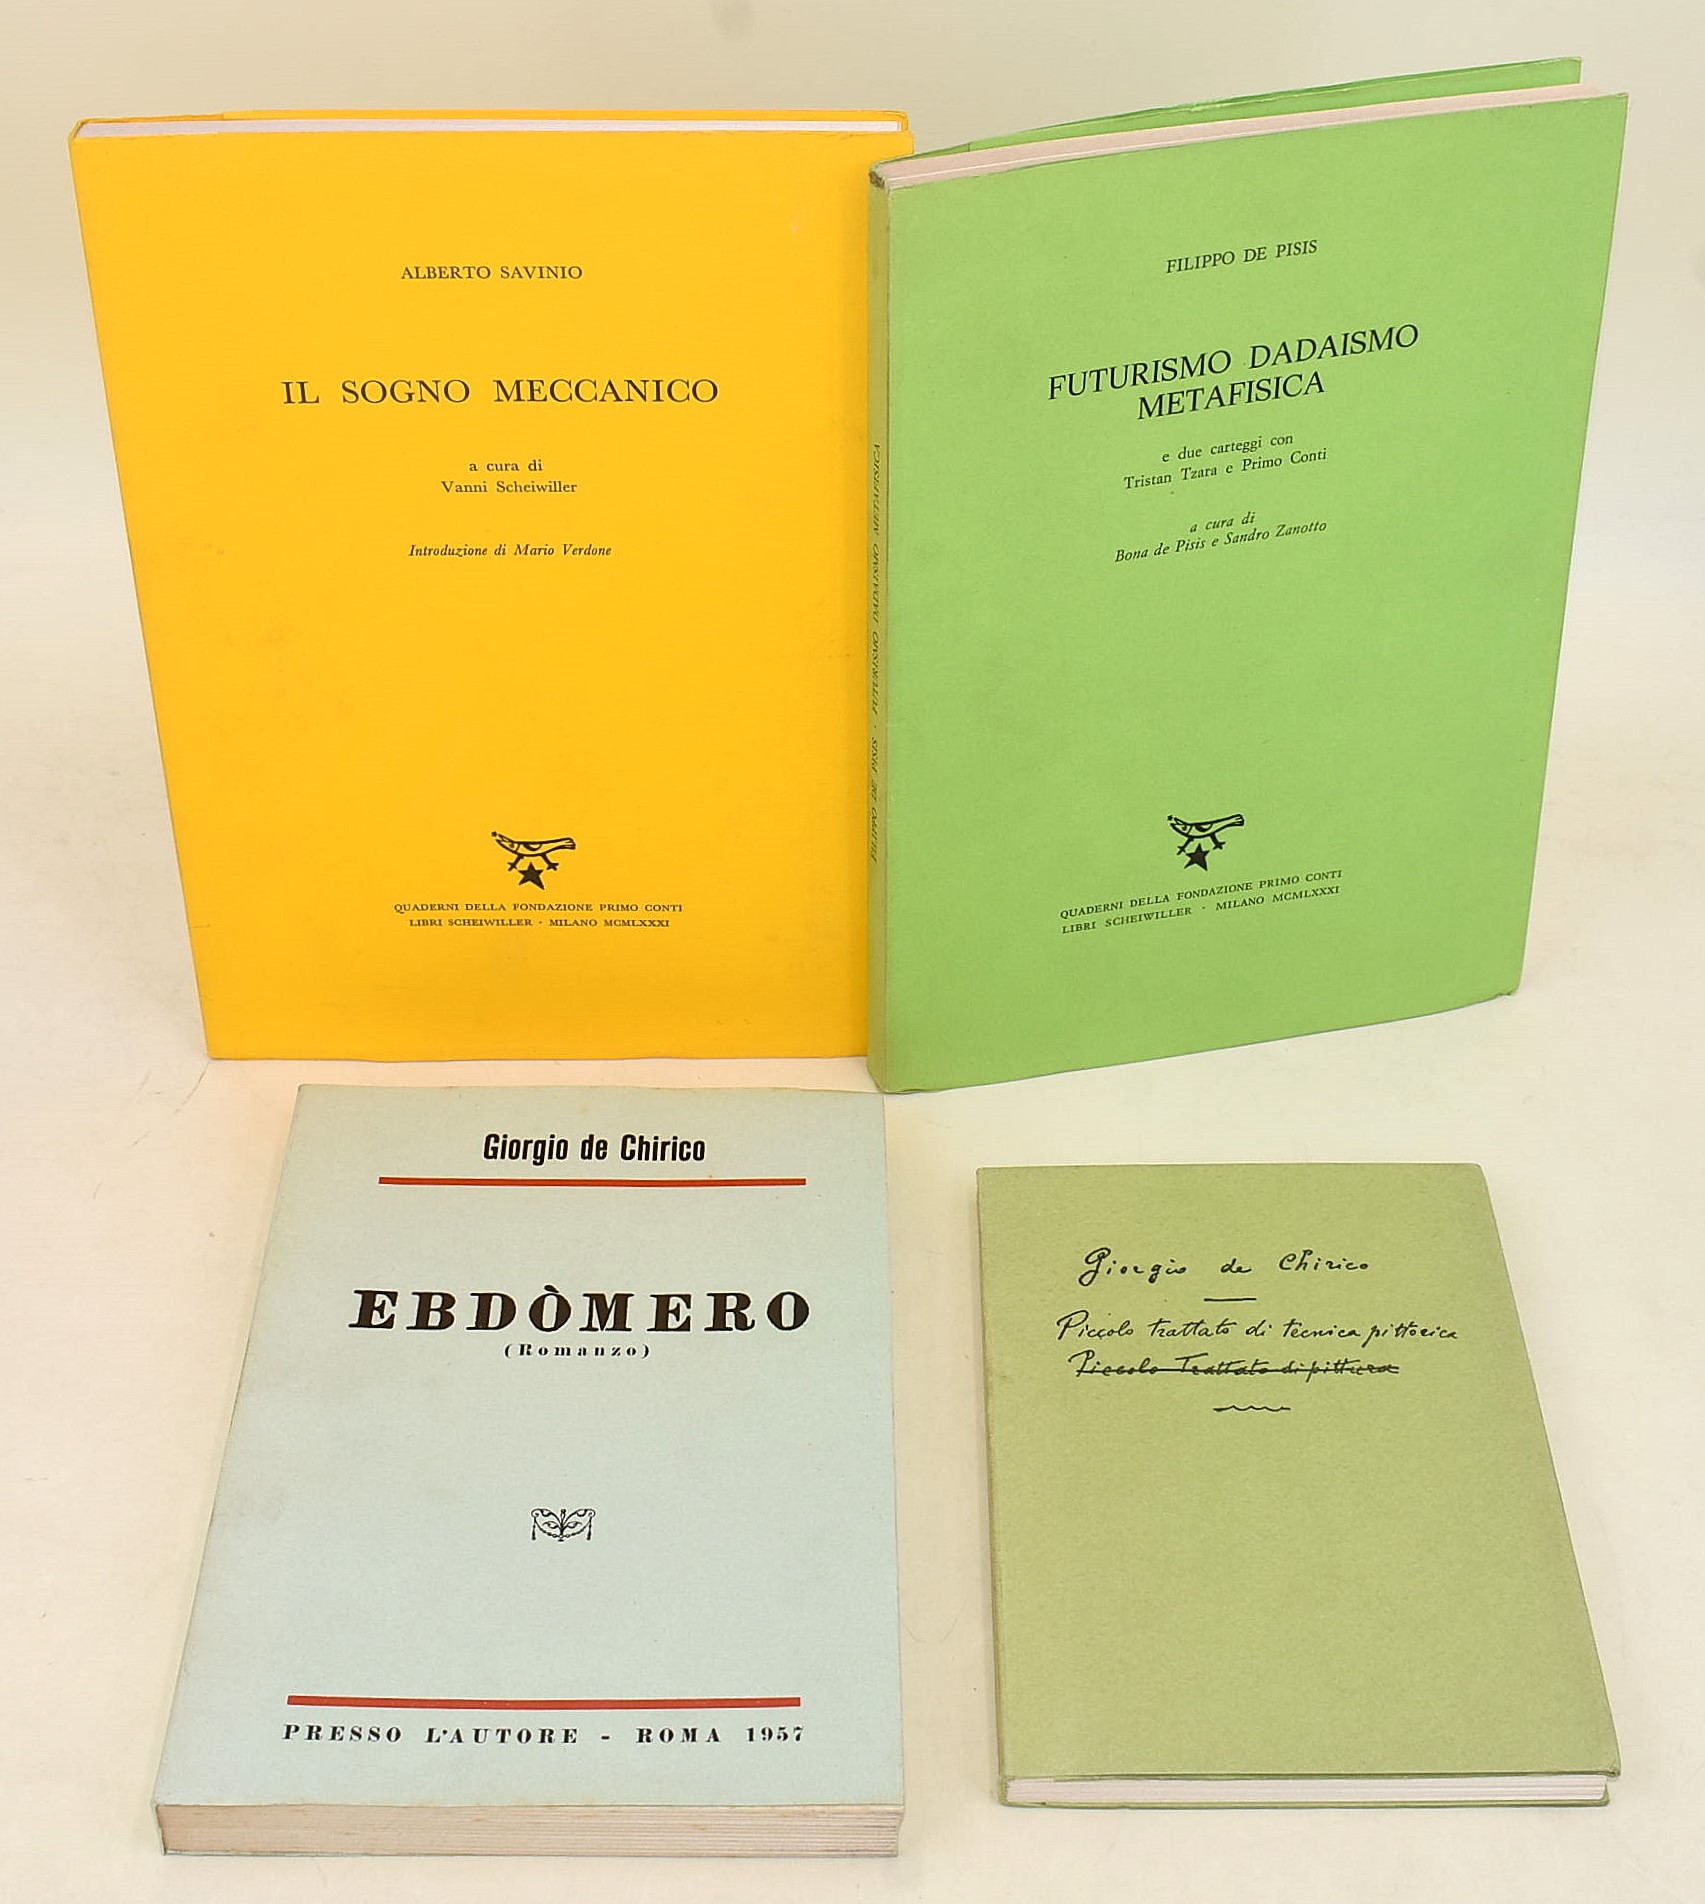 ALBERTO SAVINIO
IL SOGNO MECCANICO
a cura di
Vanni Scheiwiller
Introduzione di Mario Verdone
QUADERNI DELLA FONDAZIONE PRIMO CONTI
LIBRI SCHEIWILLER · MILANO MCMLXXXI
FILIPPO DE PISIS · FUTURISMO DADAISMO METAFISICA
FILIPPO DE PISIS
FUTURISMO DADAISMO
METAFISICA
e due carteggi con
Tristan Tzara e Primo Conti
a cura di
Bona de Pisis e Sandro Zanotto
QUADERNI DELLA FONDAZIONE PRIMO CONTI
LIBRI SCHEIWILLER · MILANO MCMLXXXI
Giorgio de Chirico
EBDÒMERO
(Romanzo)
PRESSO L'AUTORE - ROMA 1957
Giorgio de Chirico
Piccolo trattato di tecnica pittorica
Piccolo Trattato di pittura